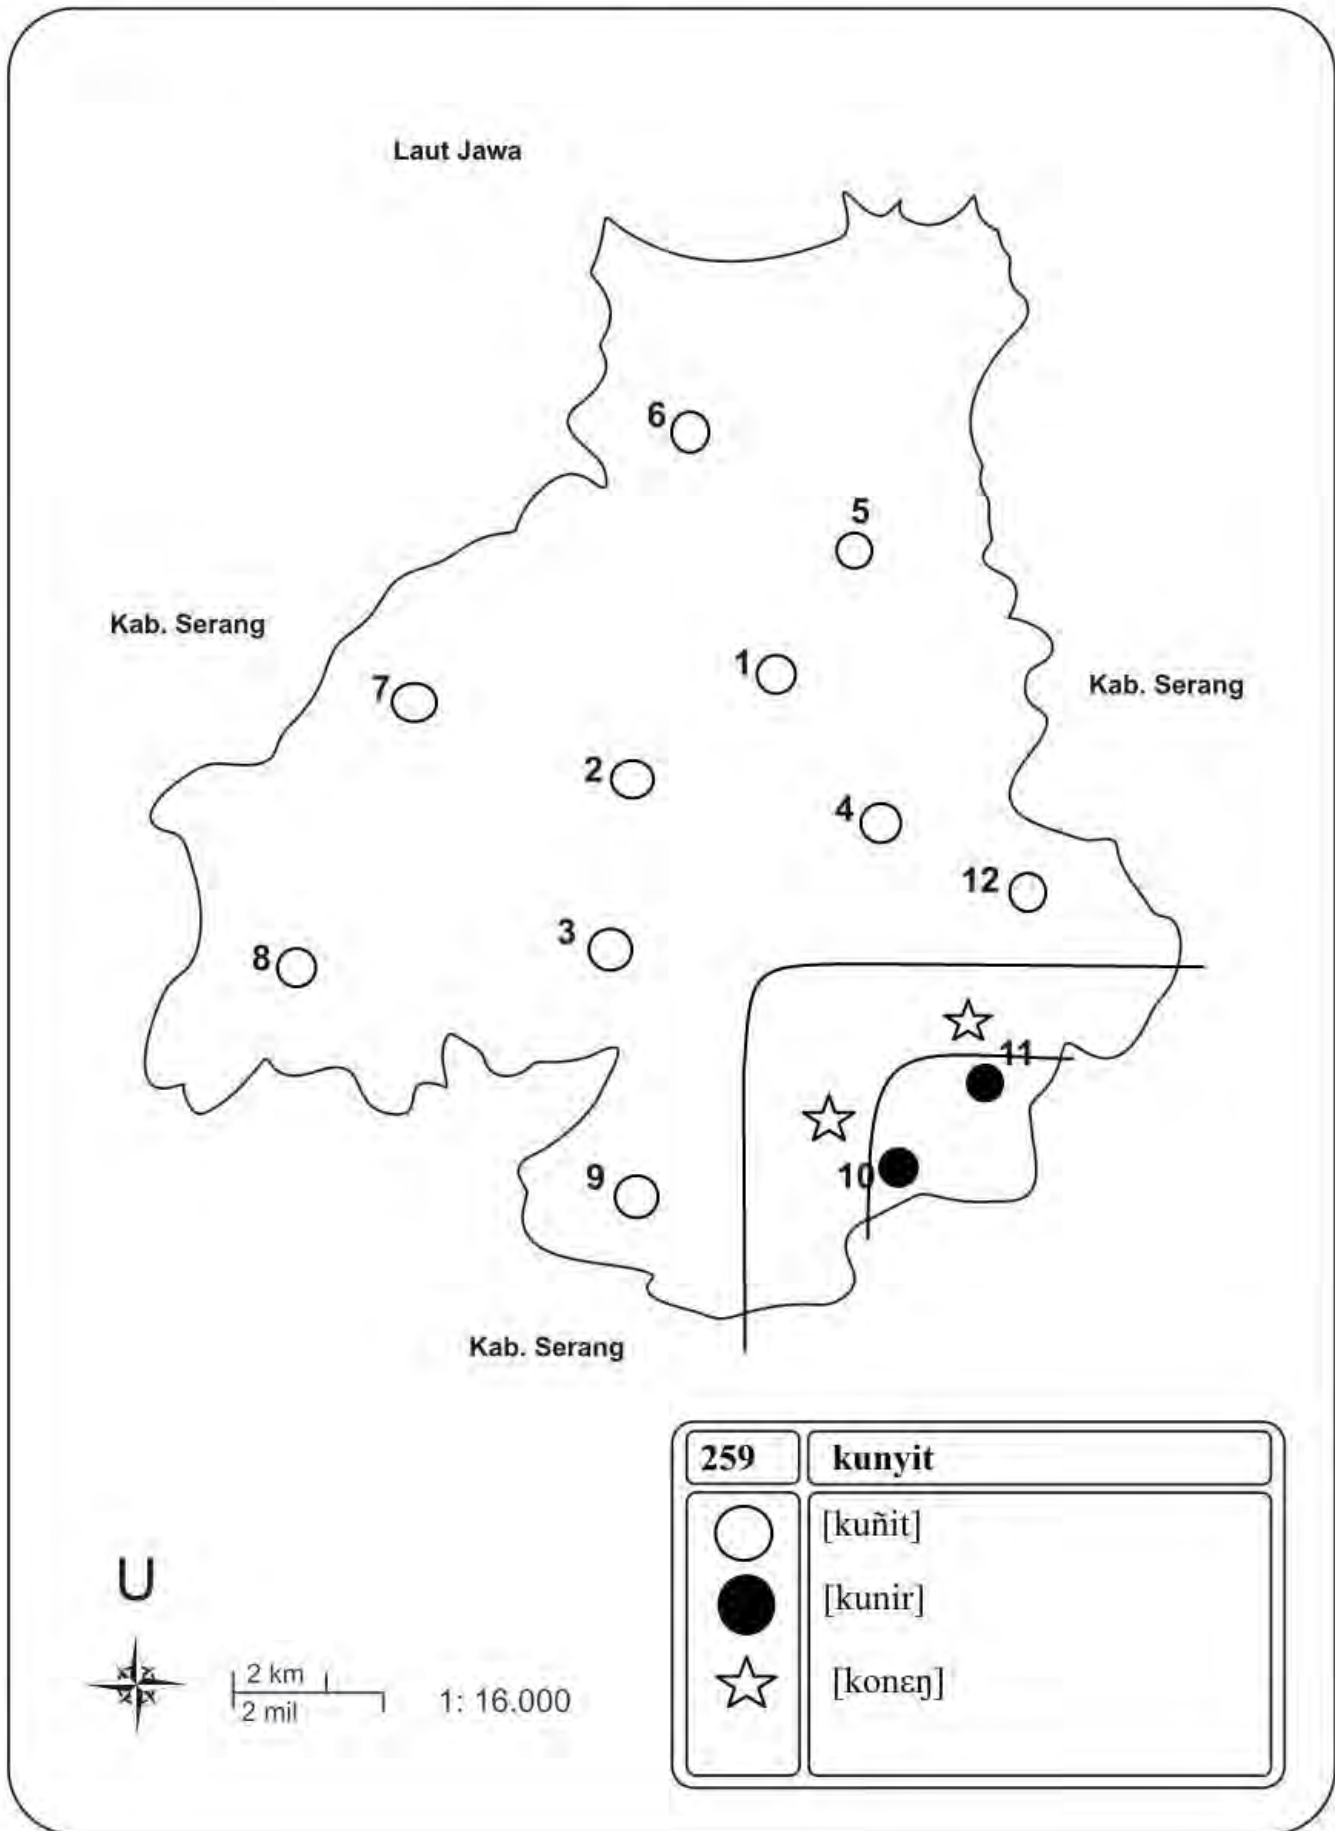 Laut Jawa
6
5
Kab. Serang
1
7
Kab. Serang
2
4
12
3
8
11
10
9
Kab. Serang
259 kunyit
[kuñit]
[kunir]
[konɛŋ]
U
2 km
2 mil
1: 16.000